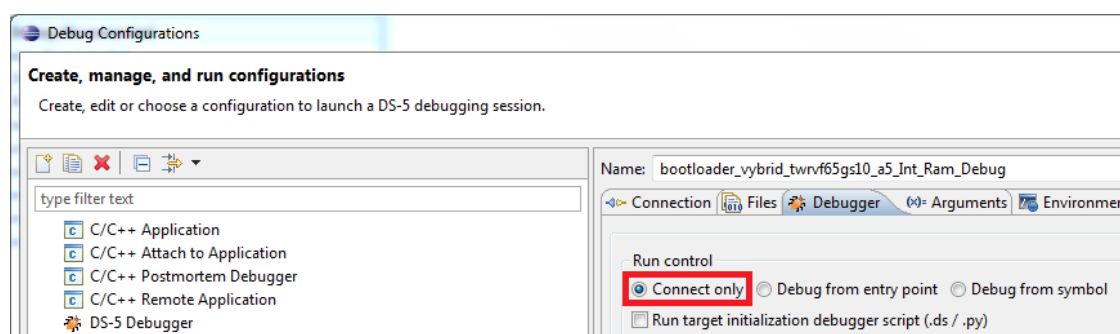 Debug Configurations
Create, manage, and run configurations
Create, edit or choose a configuration to launch a DS-5 debugging session.
type filter text
C/C++ Application
C/C++ Attach to Application
C/C++ Postmortem Debugger
C/C++ Remote Application
DS-5 Debugger
Name: bootloader_vybrid_twrvf65gs10_a5_Int_Ram_Debug
Connection Files Debugger (x)= Arguments Environmer
Run control
Connect only Debug from entry point Debug from symbol
Run target initialization debugger script (.ds / .py)